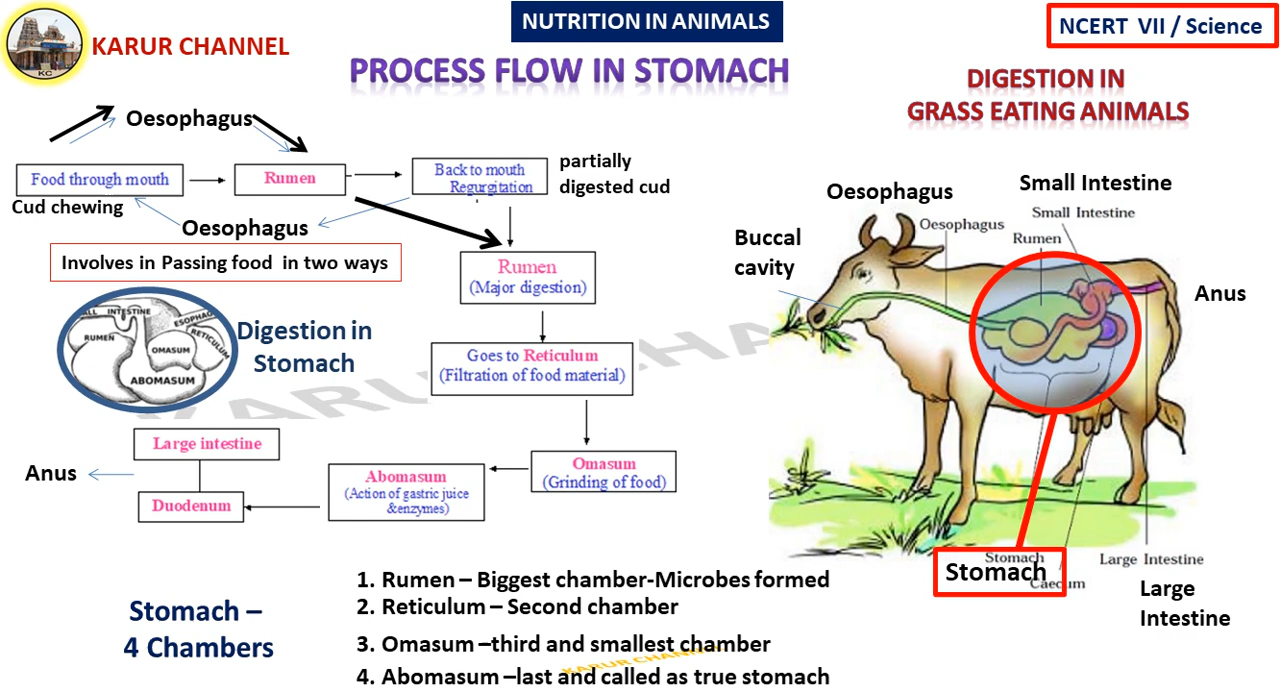 KARUR CHANNEL
KC
NUTRITION IN ANIMALS
NCERT VII / Science
PROCESS FLOW IN STOMACH
DIGESTION IN
GRASS EATING ANIMALS
Oesophagus
Food through mouth
Rumen
Back to mouth
Regurgitation
partially
digested cud
Cud chewing
Oesophagus
Involves in Passing food in two ways
Rumen
(Major digestion)
INTESTINE
ESOPHAG
RUMEN
RETICULUM
OMASUM
ABOMASUM
Digestion in
Stomach
Goes to Reticulum
(Filtration of food material)
Large intestine
Anus
Duodenum
Abomasum
(Action of gastric juice
&enzymes)
Omasum
(Grinding of food)
Oesophagus
Small Intestine
Small Intestine
Oesophagus
Rumen
Buccal
cavity
Anus
Stomach
Stomach
Caecum
Large Intestine
Large
Intestine
Stomach –
4 Chambers
1. Rumen – Biggest chamber-Microbes formed
2. Reticulum – Second chamber
3. Omasum –third and smallest chamber
KARUR CHANNEL
4. Abomasum –last and called as true stomach